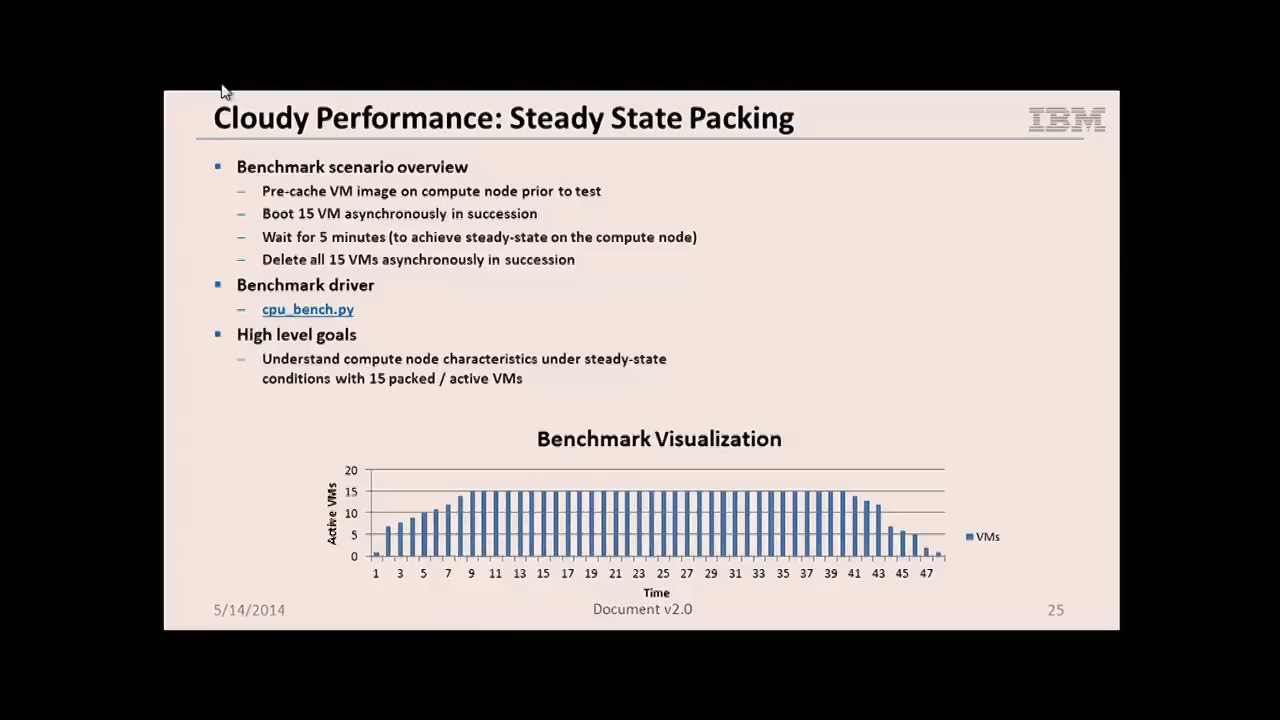 Cloudy Performance: Steady State Packing
IBM
Benchmark scenario overview
– Pre-cache VM image on compute node prior to test
– Boot 15 VM asynchronously in succession
– Wait for 5 minutes (to achieve steady-state on the compute node)
– Delete all 15 VMs asynchronously in succession
Benchmark driver
– cpu_bench.py
High level goals
– Understand compute node characteristics under steady-state
conditions with 15 packed / active VMs
Benchmark Visualization
Active VMs
20
15
10
5
0
1 3 5 7 9 11 13 15 17 19 21 23 25 27 29 31 33 35 37 39 41 43 45 47
Time
VMs
5/14/2014
Document v2.0
25